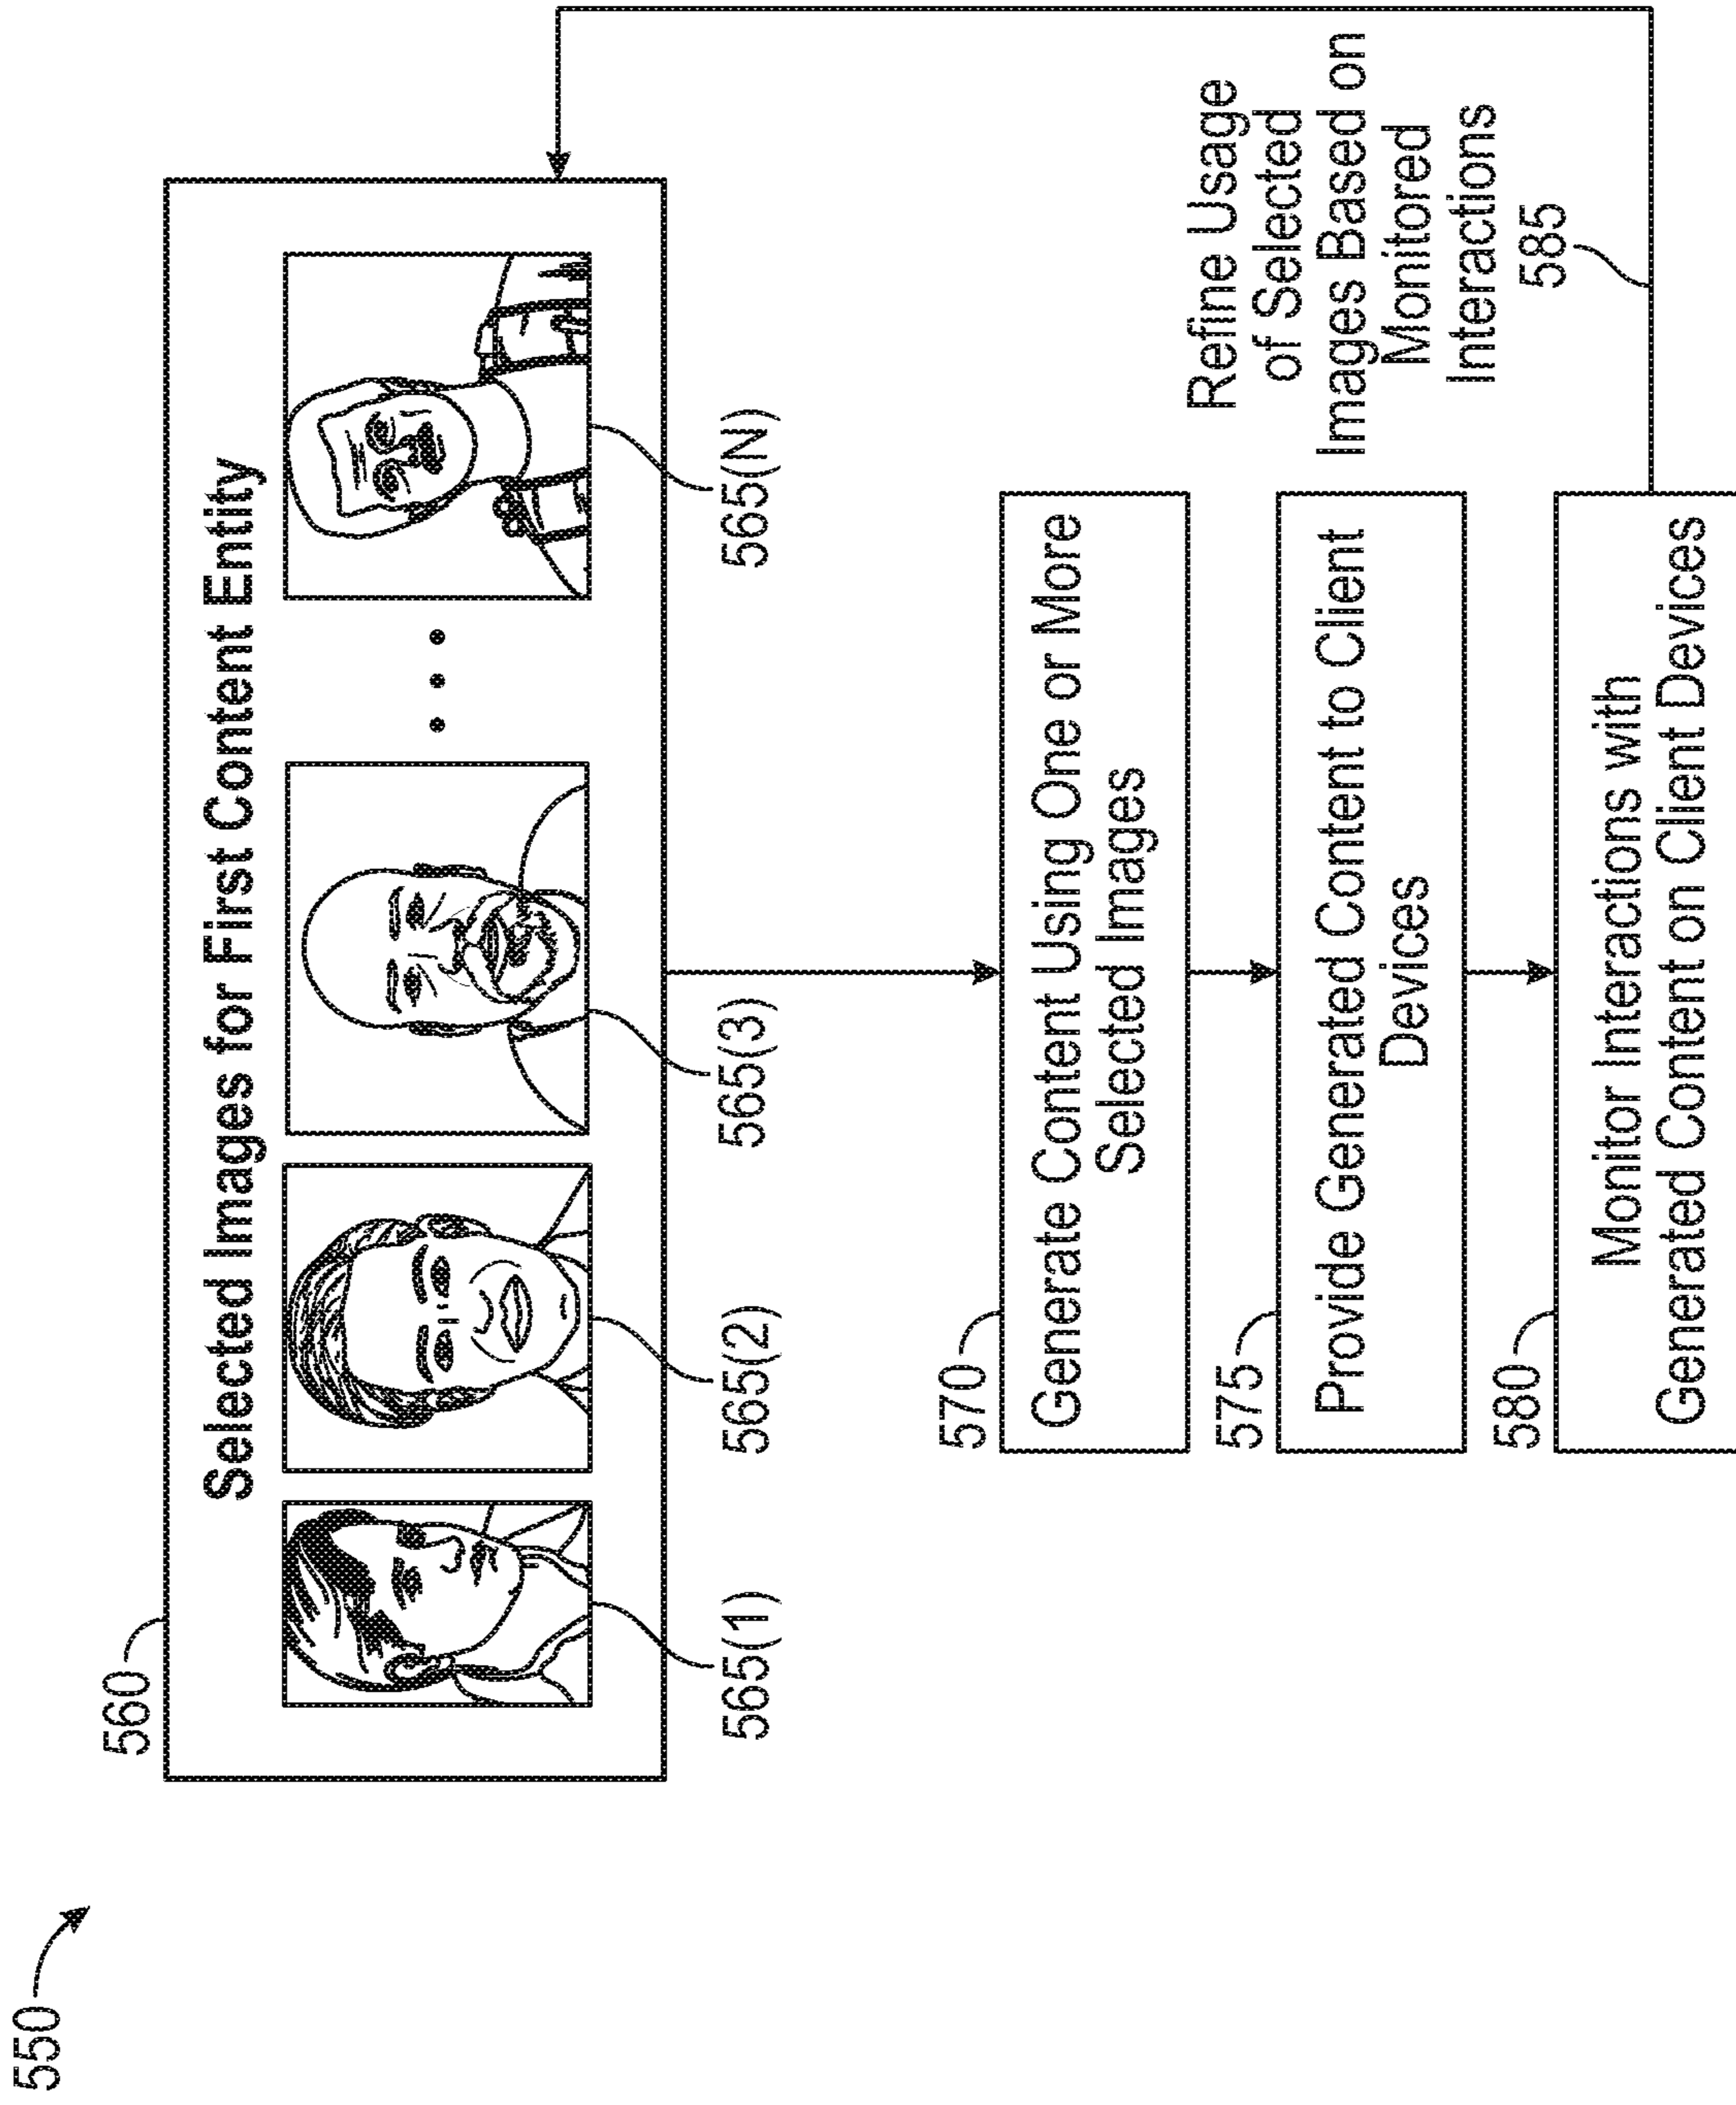 550
560
Selected Images for First Content Entity
565(1)
565(2)
565(3)
565(N)
570
Generate Content Using One or More
Selected Images
575
Provide Generated Content to Client
Devices
580
Monitor Interactions with
Generated Content on Client Devices
Refine Usage
of Selected
Images Based on
Monitored
Interactions
585